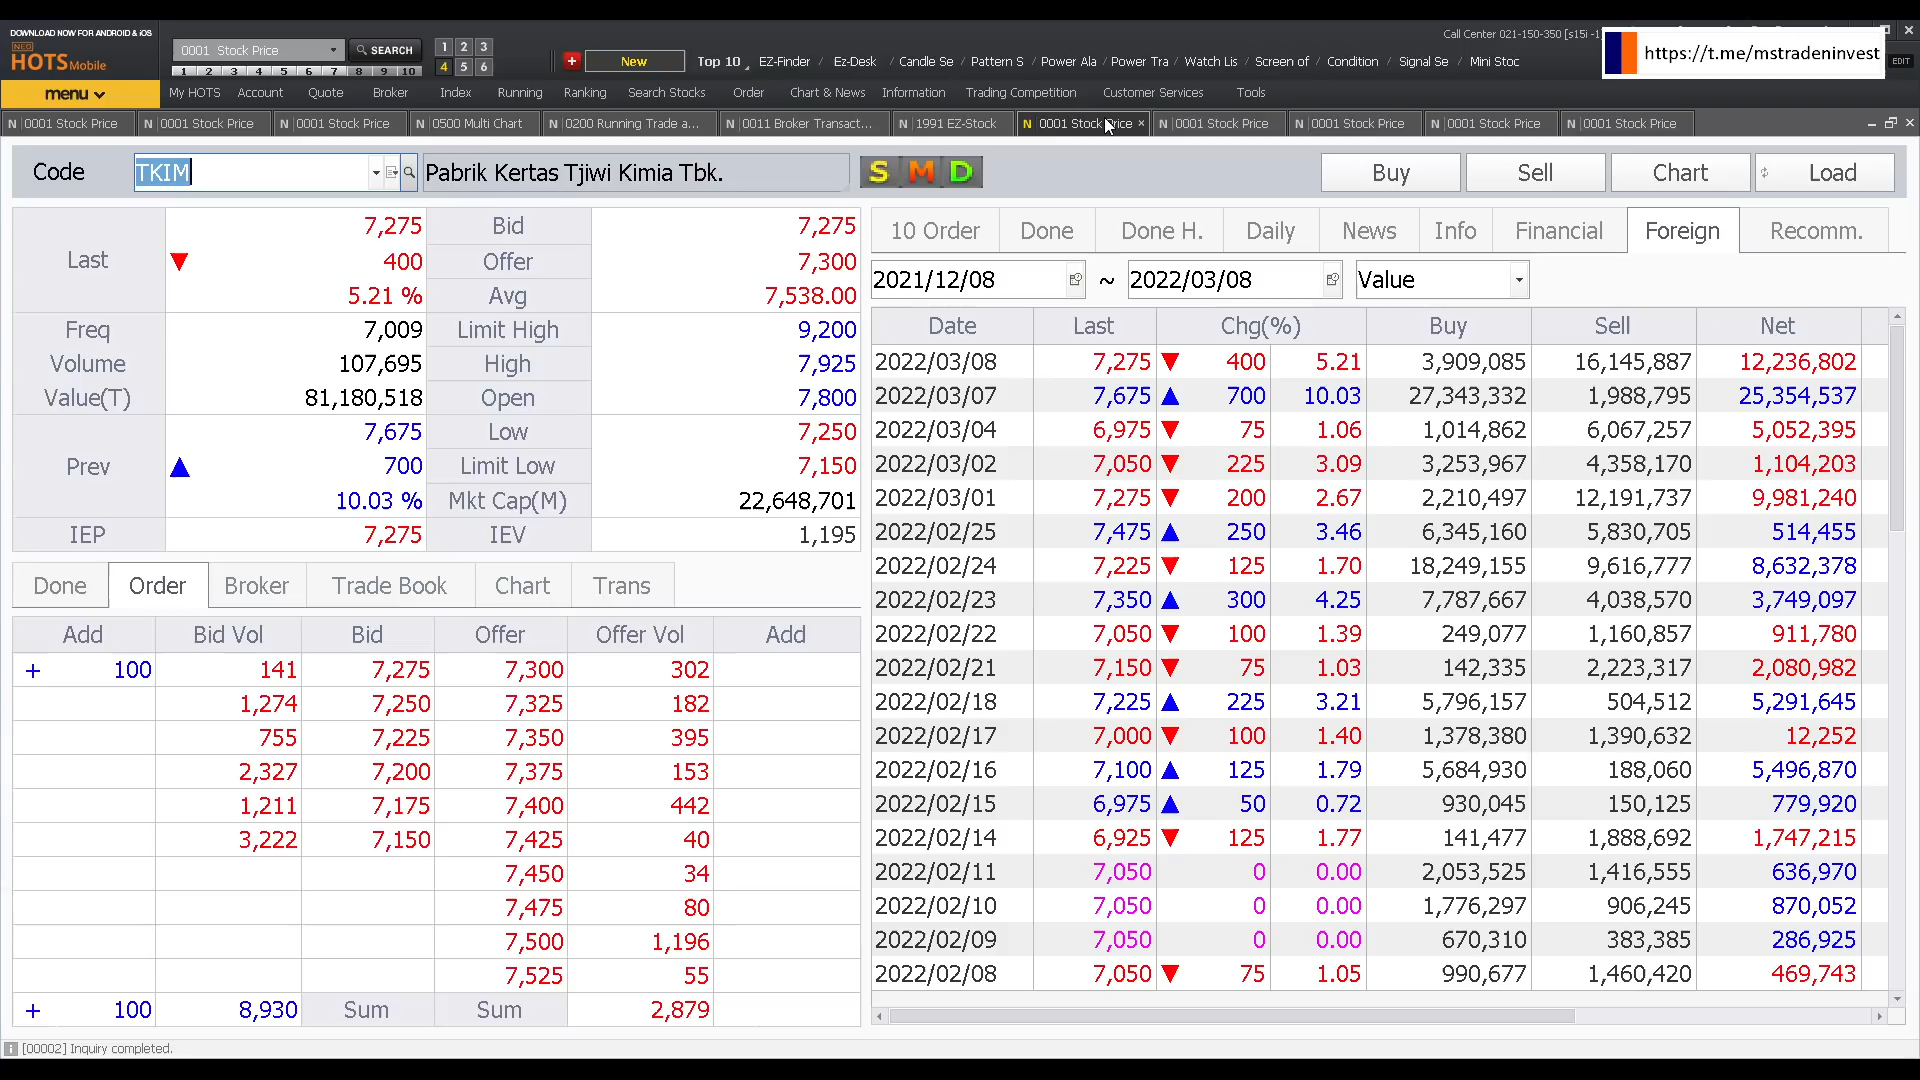 DOWNLOAD NOW FOR ANDROID & iOS
NEO
HOTS Mobile
0001 Stock Price
SEARCH
1 2 3
4 5 6
1 2 3 4 5 6 7 8 9 10
New
Top 10
EZ-Finder / Ez-Desk / Candle Se / Pattern S / Power Ala / Power Tra / Watch Lis / Screen of / Condition / Signal Se / Mini Stoc
https://t.me/mstradeninvest
EDIT
menu
My HOTS Account Quote Broker Index Running Ranking Search Stocks Order Chart & News Information Trading Competition Customer Services Tools
N 0001 Stock Price N 0001 Stock Price N 0001 Stock Price N 0500 Multi Chart N 0200 Running Trade a... N 0011 Broker Transact... N 1991 EZ-Stock N 0001 Stock Price × N 0001 Stock Price N 0001 Stock Price N 0001 Stock Price N 0001 Stock Price
Code TKIM Pabrik Kertas Tjiwi Kimia Tbk. S M D Buy Sell Chart Load
Last ▼ 7,275 Bid 7,275
400 Offer 7,300
5.21 % Avg 7,538.00
Freq 7,009 Limit High 9,200
Volume 107,695 High 7,925
Value(T) 81,180,518 Open 7,800
Prev ▲ 7,675 Low 7,250
700 Limit Low 7,150
10.03 % Mkt Cap(M) 22,648,701
IEP 7,275 IEV 1,195
Done Order Broker Trade Book Chart Trans
Add Bid Vol Bid Offer Offer Vol Add
+ 100 141 7,275 7,300 302
1,274 7,250 7,325 182
755 7,225 7,350 395
2,327 7,200 7,375 153
1,211 7,175 7,400 442
3,222 7,150 7,425 40
7,450 34
7,475 80
7,500 1,196
7,525 55
+ 100 8,930 Sum Sum 2,879
10 Order Done Done H. Daily News Info Financial Foreign Recomm.
2021/12/08 ~ 2022/03/08 Value
Date Last Chg(%) Buy Sell Net
2022/03/08 7,275 ▼ 400 5.21 3,909,085 16,145,887 12,236,802
2022/03/07 7,675 ▲ 700 10.03 27,343,332 1,988,795 25,354,537
2022/03/04 6,975 ▼ 75 1.06 1,014,862 6,067,257 5,052,395
2022/03/02 7,050 ▼ 225 3.09 3,253,967 4,358,170 1,104,203
2022/03/01 7,275 ▼ 200 2.67 2,210,497 12,191,737 9,981,240
2022/02/25 7,475 ▲ 250 3.46 6,345,160 5,830,705 514,455
2022/02/24 7,225 ▼ 125 1.70 18,249,155 9,616,777 8,632,378
2022/02/23 7,350 ▲ 300 4.25 7,787,667 4,038,570 3,749,097
2022/02/22 7,050 ▼ 100 1.39 249,077 1,160,857 911,780
2022/02/21 7,150 ▼ 75 1.03 142,335 2,223,317 2,080,982
2022/02/18 7,225 ▲ 225 3.21 5,796,157 504,512 5,291,645
2022/02/17 7,000 ▼ 100 1.40 1,378,380 1,390,632 12,252
2022/02/16 7,100 ▲ 125 1.79 5,684,930 188,060 5,496,870
2022/02/15 6,975 ▲ 50 0.72 930,045 150,125 779,920
2022/02/14 6,925 ▼ 125 1.77 141,477 1,888,692 1,747,215
2022/02/11 7,050 0 0.00 2,053,525 1,416,555 636,970
2022/02/10 7,050 0 0.00 1,776,297 906,245 870,052
2022/02/09 7,050 0 0.00 670,310 383,385 286,925
2022/02/08 7,050 ▼ 75 1.05 990,677 1,460,420 469,743
[00002] Inquiry completed.